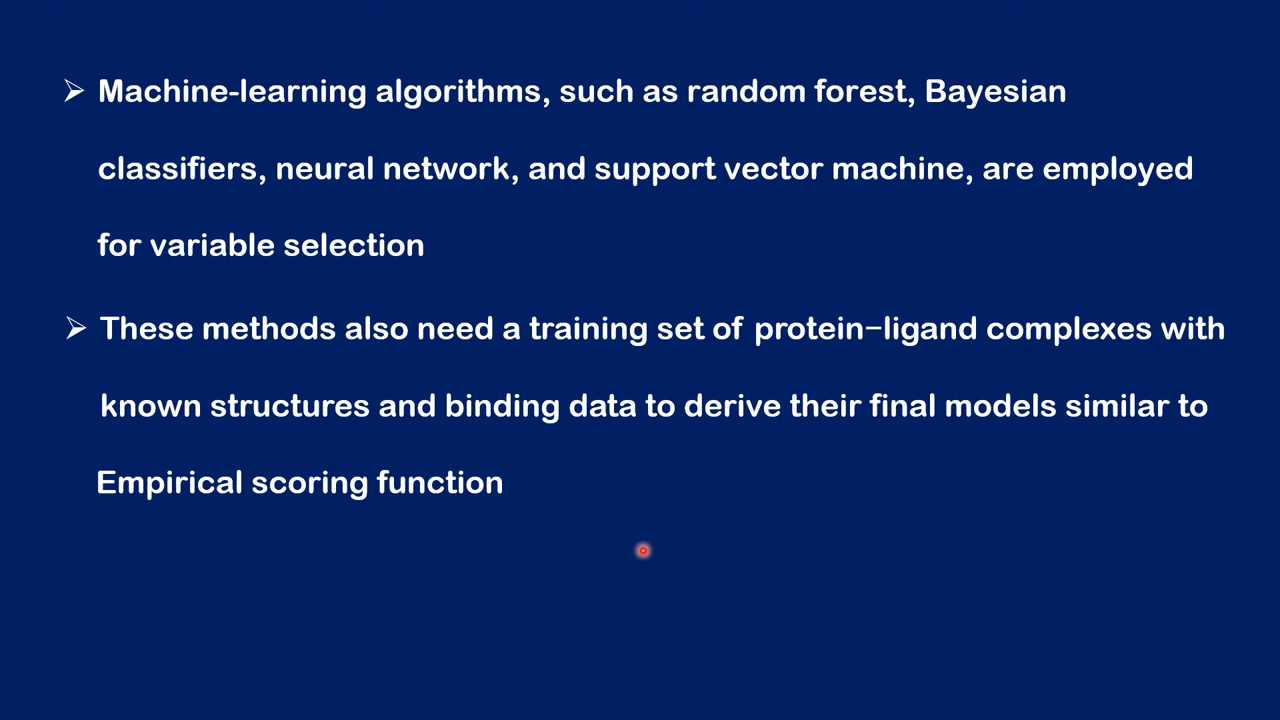 ➢ Machine-learning algorithms, such as random forest, Bayesian
classifiers, neural network, and support vector machine, are employed
for variable selection
➢ These methods also need a training set of protein−ligand complexes with
known structures and binding data to derive their final models similar to
Empirical scoring function